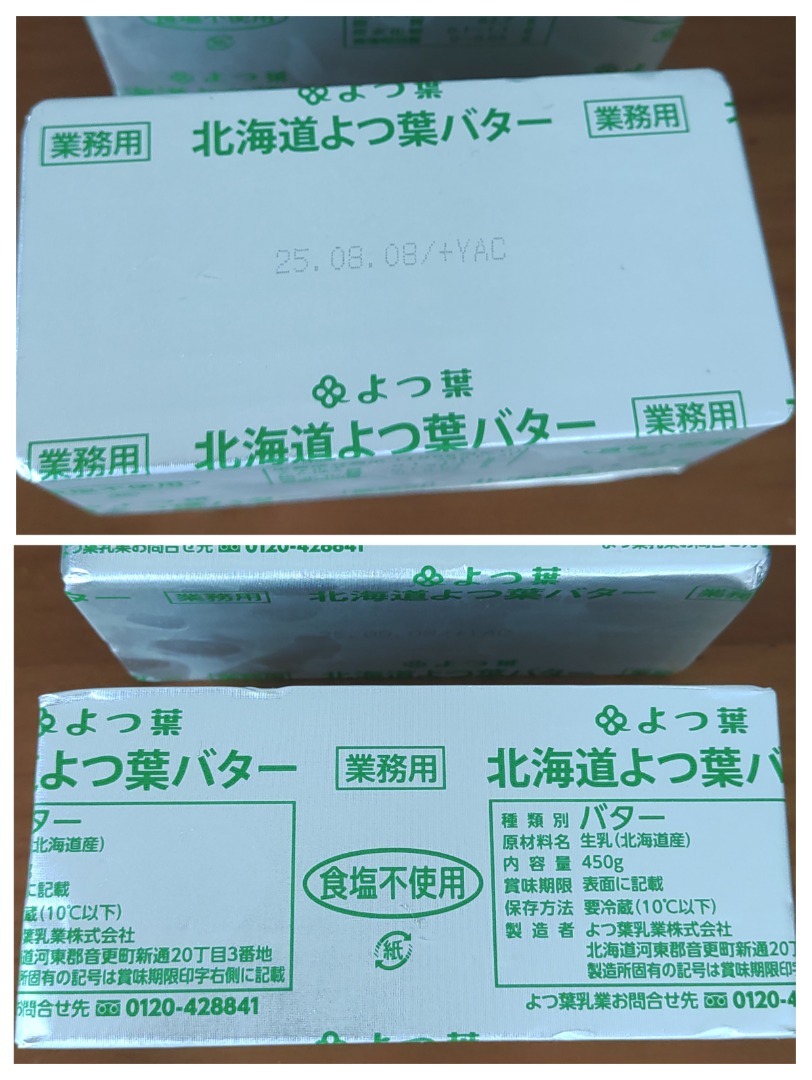 よつ葉
業務用
北海道よつ葉バター
業務用
25.08.08/+YAC
よつ葉
業務用
北海道よつ葉バター
業務用
0120-428841
よつ葉
業務用
北海道よつ葉バター
よつ葉
よつ葉バター
業務用
よつ葉
北海道よつ葉バ
ター
北海道産)
に記載
蔵(10℃以下)
葉乳業株式会社
道河東郡音更町新通20丁目3番地
所固有の記号は賞味期限印字右側に記載
お問合せ先 0120-428841
食塩不使用
紙
種類別 バター
原材料名 生乳(北海道産)
内容量 450g
賞味期限 表面に記載
保存方法 要冷蔵(10℃以下)
製造者 よつ葉乳業株式会社
北海道河東郡音更町新通20丁
製造所固有の記号は賞味期限印字
よつ葉乳業お問合せ先 0120-4
よつ葉